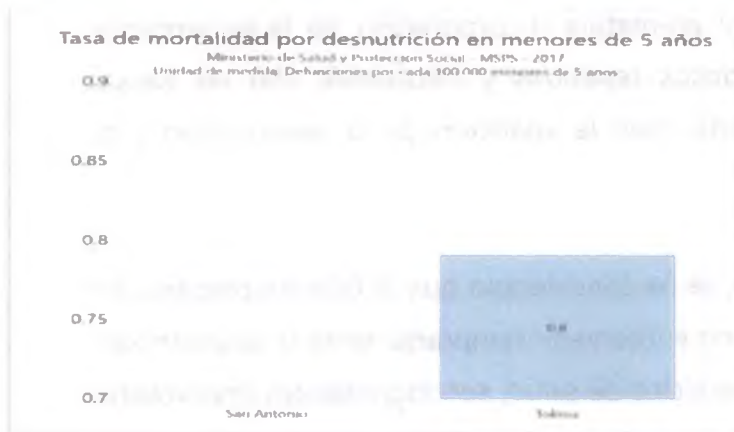 Tasa de mortalidad por desnutrición en menores de 5 años
Ministerio de Salud y Protección Social - MSPS - 2017
Unidad de medida: Defunciones por cada 100.000 menores de 5 anos
0.9
0.85
0.8
0.75
0.8
0.7
San Antonio
Tolima